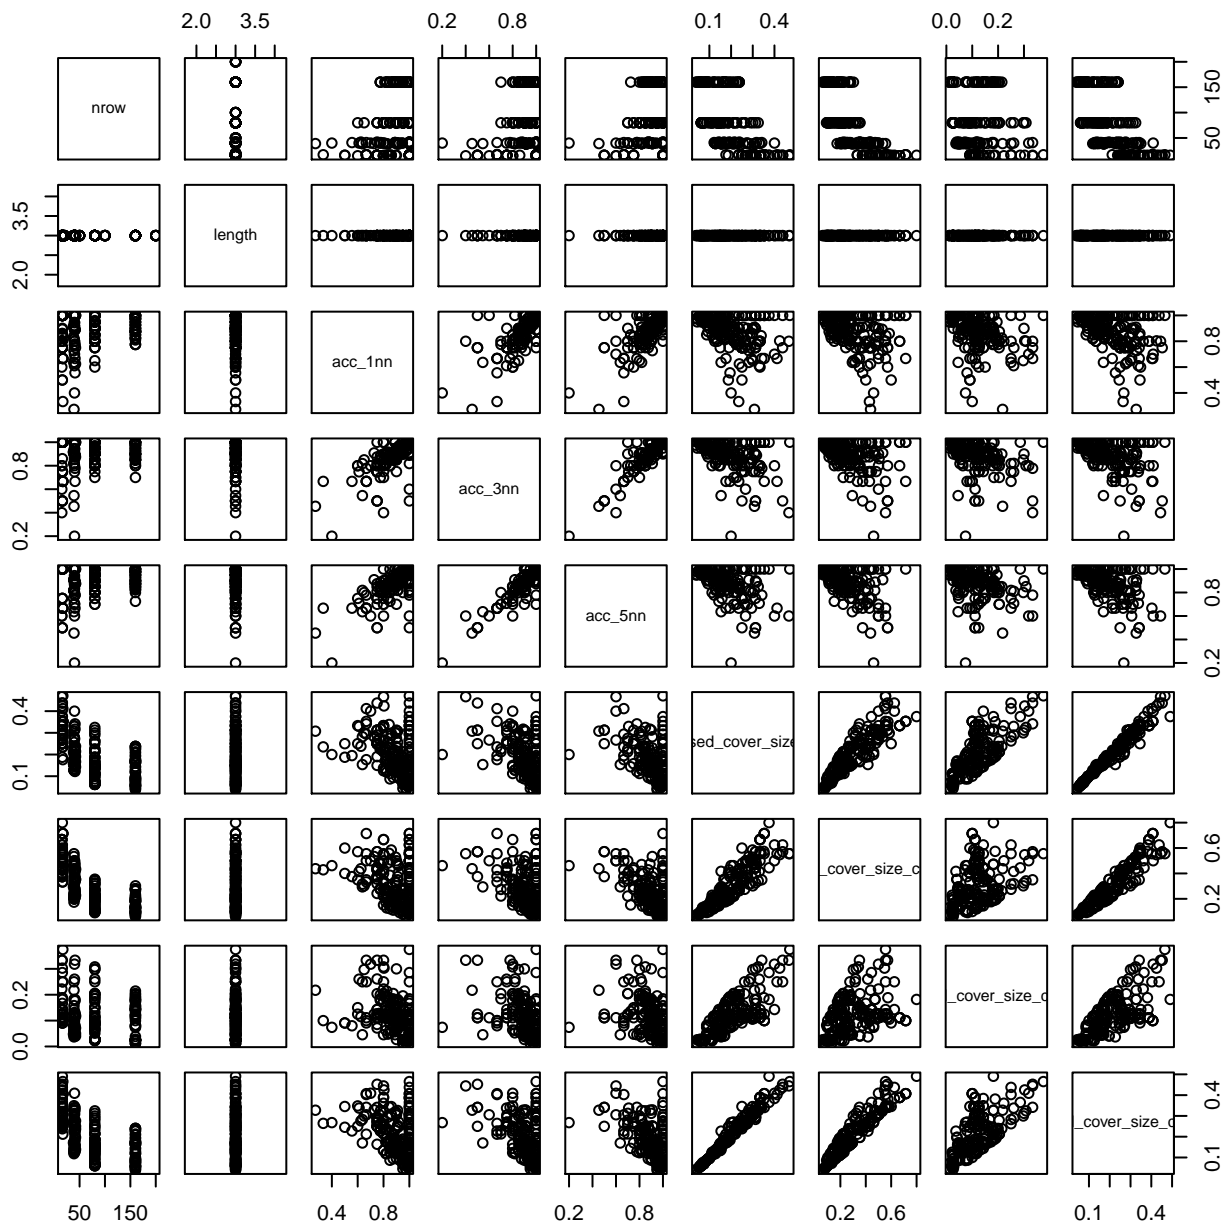 2.0 3.5 0.2 0.8 0.1 0.4 0.0 0.2
nrow 50 150
2.0 3.5 length
acc_1nn 0.4 0.8
0.2 0.8 acc_3nn
acc_5nn 0.2 0.8
0.1 0.4 sed_cover_size
_cover_size_c 0.2 0.6
0.0 0.2 _cover_size_c
_cover_size_c 0.1 0.4
50 150 0.4 0.8 0.2 0.8 0.2 0.6 0.1 0.4